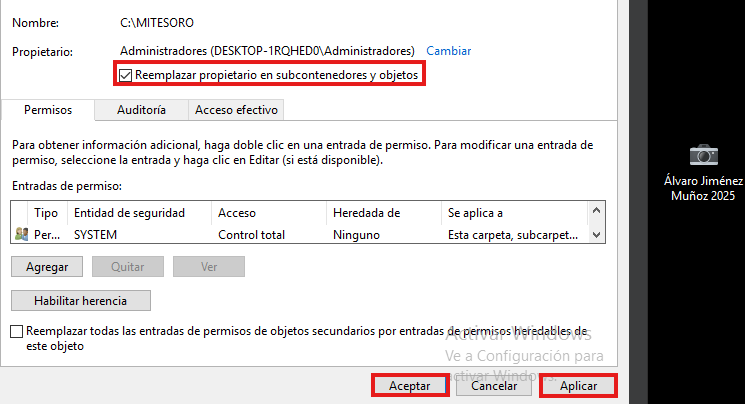 Nombre: C:\MITESORO
Propietario: Administradores (DESKTOP-1RQHED0\Administradores) Cambiar
Reemplazar propietario en subcontenedores y objetos
Permisos Auditoría Acceso efectivo
Para obtener información adicional, haga doble clic en una entrada de permiso. Para modificar una entrada de
permiso, seleccione la entrada y haga clic en Editar (si está disponible).
Entradas de permiso:
Tipo Entidad de seguridad Acceso Heredada de Se aplica a
Per... SYSTEM Control total Ninguno Esta carpeta, subcarpet...
Agregar Quitar Ver
Habilitar herencia
Reemplazar todas las entradas de permisos de objetos secundarios por entradas de permisos heredables de
este objeto
Activar Windows
Ve a Configuración para
activar Windows.
Aceptar Cancelar Aplicar
Álvaro Jiménez
Muñoz 2025